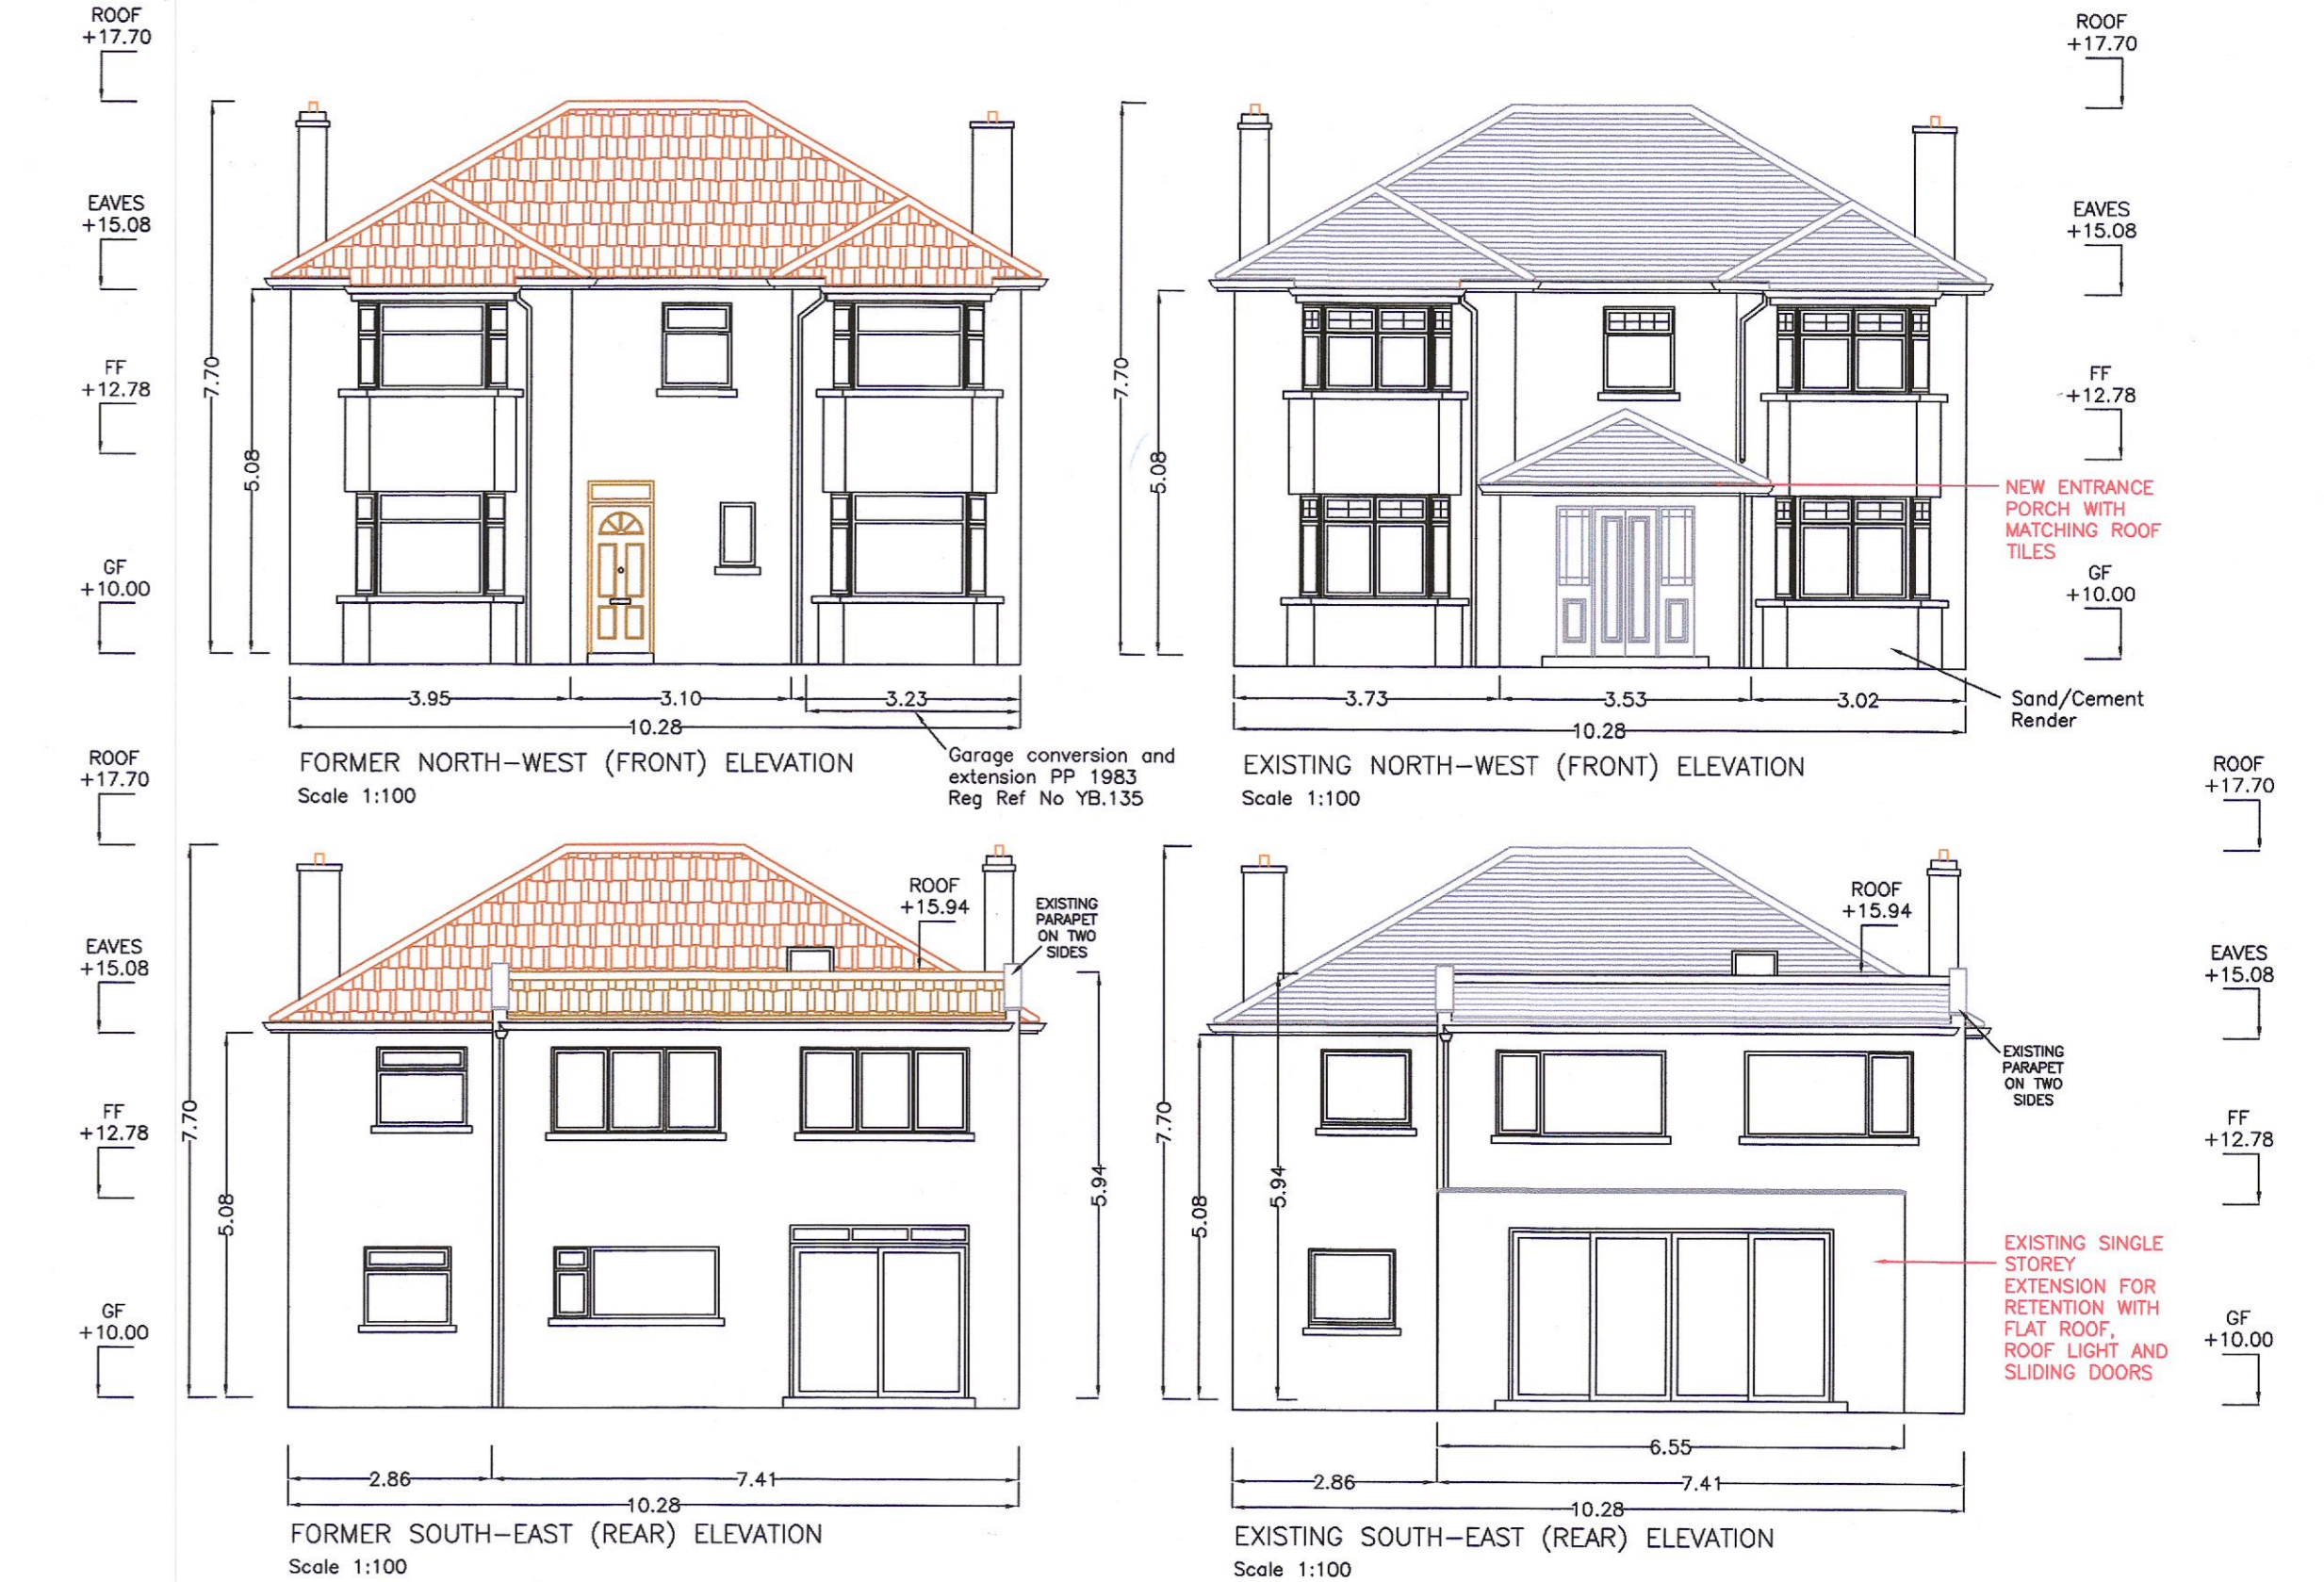 ROOF
+17.70
EAVES
+15.08
FF
+12.78
GF
+10.00
7.70
5.08
3.95
3.10
3.23
10.28
FORMER NORTH-WEST (FRONT) ELEVATION
Scale 1:100
Garage conversion and
extension PP 1983
Reg Ref No YB.135
7.70
5.08
3.73
3.53
3.02
10.28
EXISTING NORTH-WEST (FRONT) ELEVATION
Scale 1:100
ROOF
+17.70
EAVES
+15.08
FF
+12.78
NEW ENTRANCE
PORCH WITH
MATCHING ROOF
TILES
GF
+10.00
Sand/Cement
Render
ROOF
+17.70
EAVES
+15.08
FF
+12.78
GF
+10.00
7.70
5.08
ROOF
+15.94
EXISTING
PARAPET
ON TWO
SIDES
5.94
2.86
7.41
10.28
FORMER SOUTH-EAST (REAR) ELEVATION
Scale 1:100
7.70
5.08
5.94
ROOF
+15.94
EXISTING
PARAPET
ON TWO
SIDES
EXISTING SINGLE
STOREY
EXTENSION FOR
RETENTION WITH
FLAT ROOF,
ROOF LIGHT AND
SLIDING DOORS
6.55
2.86
7.41
10.28
EXISTING SOUTH-EAST (REAR) ELEVATION
Scale 1:100
ROOF
+17.70
EAVES
+15.08
FF
+12.78
GF
+10.00